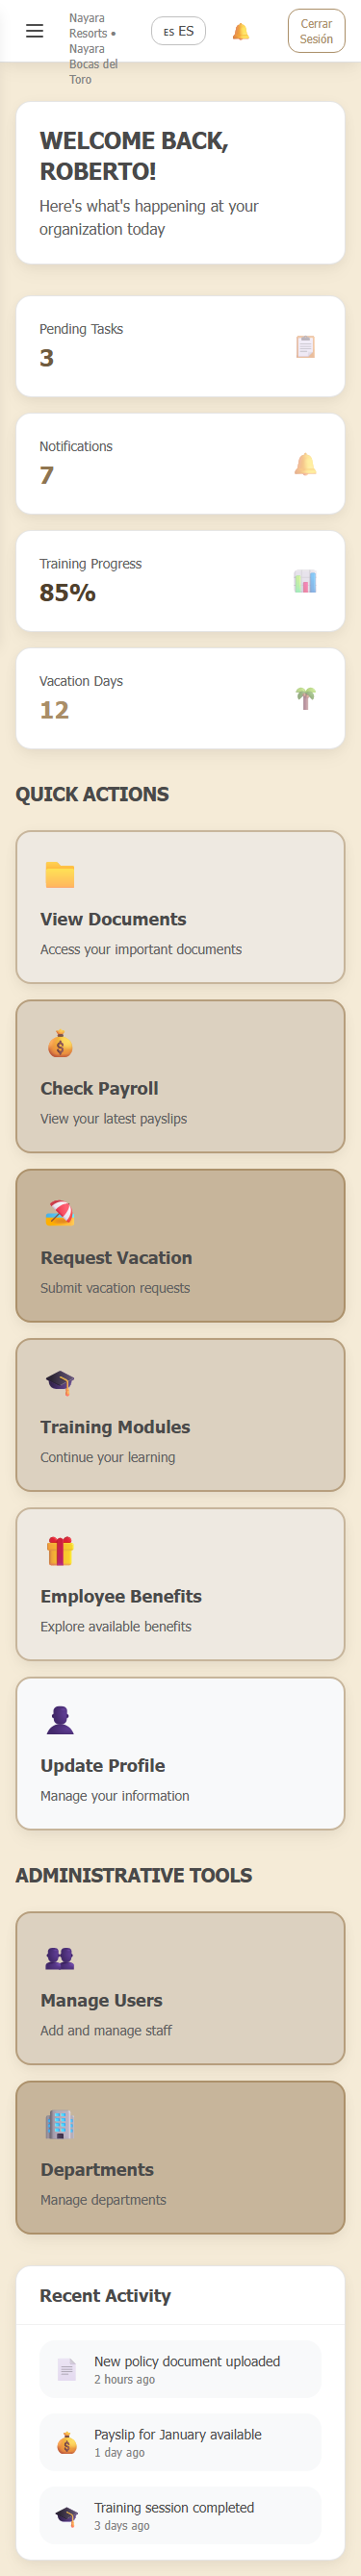 Nayara
Resorts •
Nayara
Bocas del
Toro
ES ES
Cerrar
Sesión
WELCOME BACK,
ROBERTO!
Here's what's happening at your
organization today
Pending Tasks
3
Notifications
7
Training Progress
85%
Vacation Days
12
QUICK ACTIONS
View Documents
Access your important documents
Check Payroll
View your latest payslips
Request Vacation
Submit vacation requests
Training Modules
Continue your learning
Employee Benefits
Explore available benefits
Update Profile
Manage your information
ADMINISTRATIVE TOOLS
Manage Users
Add and manage staff
Departments
Manage departments
Recent Activity
New policy document uploaded
2 hours ago
Payslip for January available
1 day ago
Training session completed
3 days ago